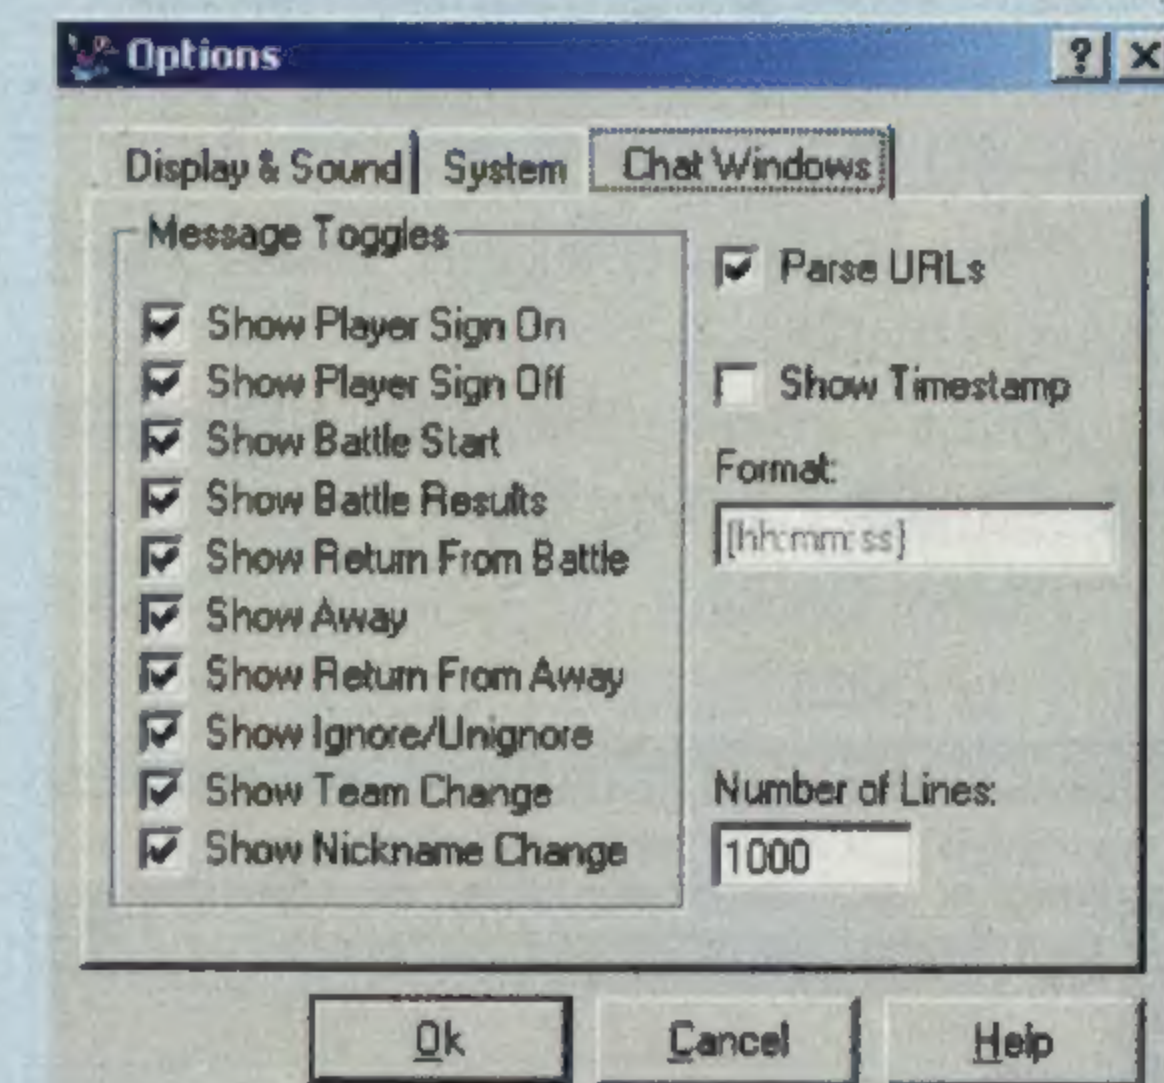 Options
Display & Sound System Chat Windows
Message Toggles
Show Player Sign On
Show Player Sign Off
Show Battle Start
Show Battle Results
Show Return From Battle
Show Away
Show Return From Away
Show Ignore/Unignore
Show Team Change
Show Nickname Change
Parse URLs
Show Timestamp
Format:
[hh:mm:ss]
Number of Lines:
1000
Ok Cancel Help